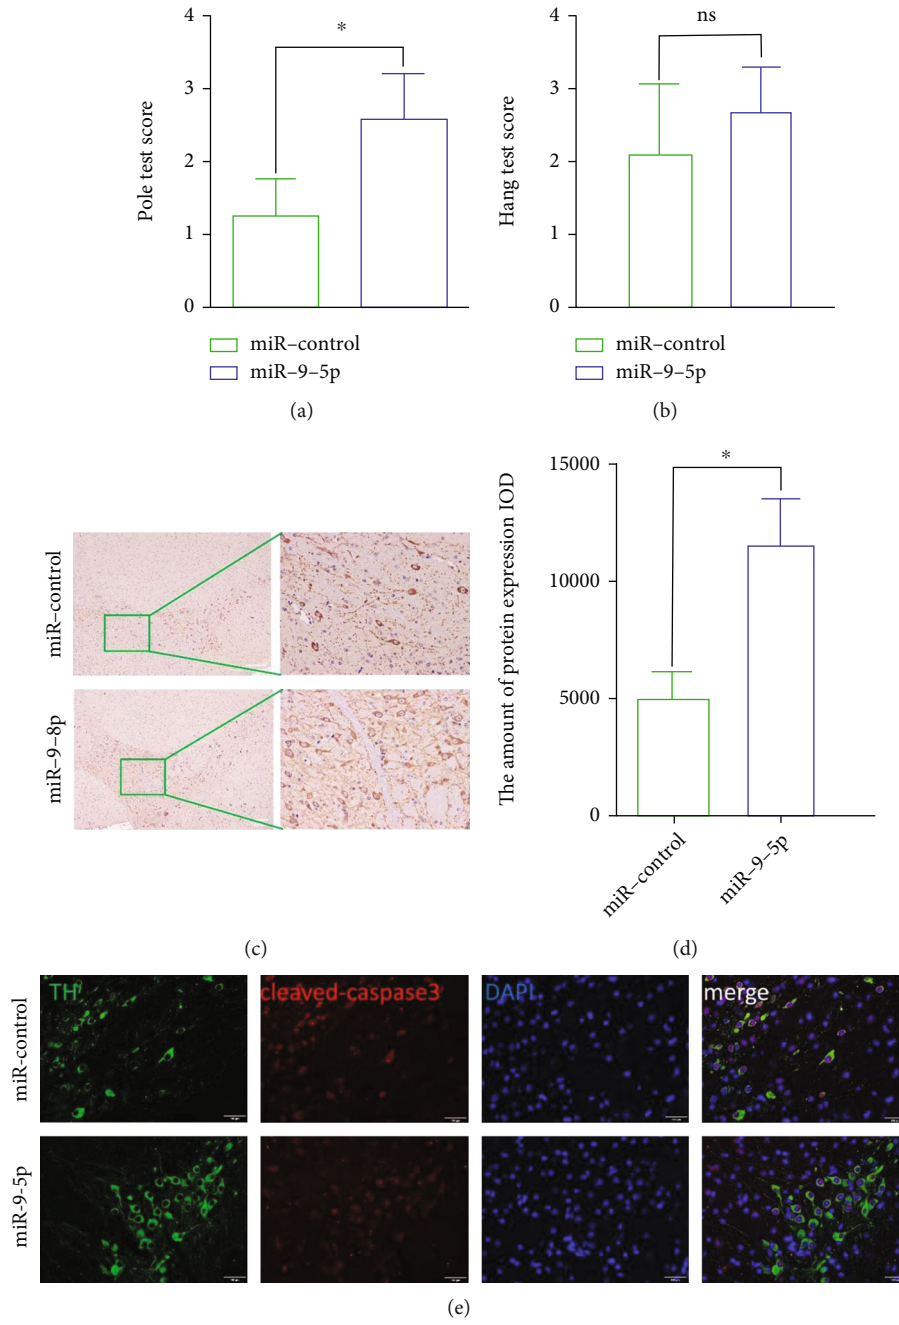 *
4
3
2
1
0
Pole test score
miR–control
miR–9–5p
(a)
ns
4
3
2
1
0
Hang test score
miR–control
miR–9–5p
(b)
miR–control
miR–9–8p
(c)
*
15000
10000
5000
0
The amount of protein expression IOD
miR–control
miR–9–5p
(d)
TH
cleaved-caspase3
DAPI
merge
miR-control
miR-9-5p
(e)